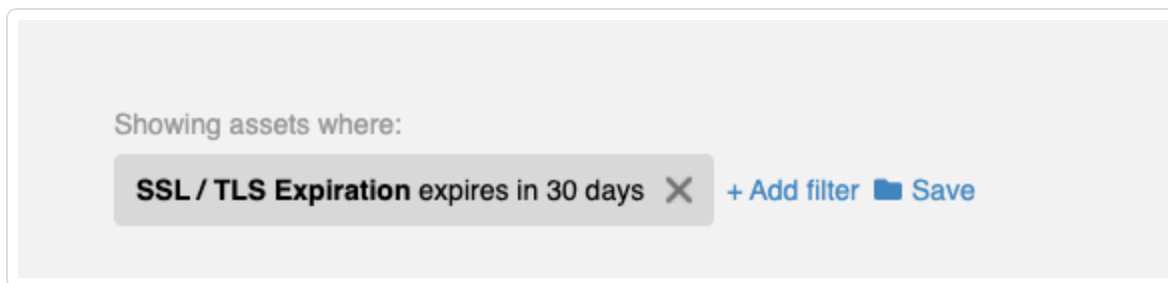 Showing assets where:
SSL / TLS Expiration expires in 30 days + Add filter Save